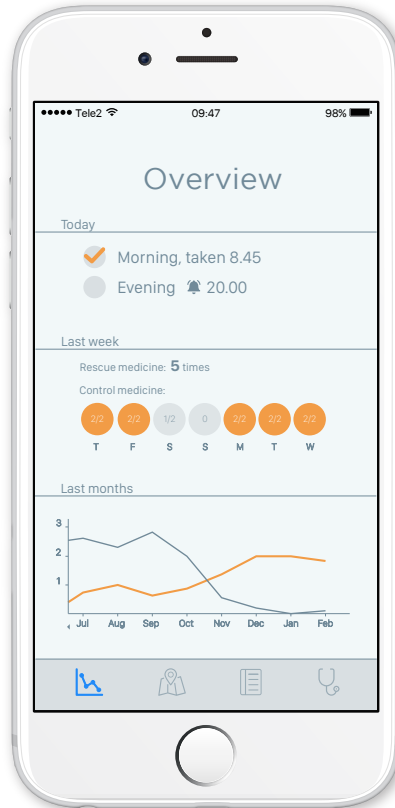 Tele2 09:47 98%
Overview
Today
Morning, taken 8.45
Evening 20.00
Last week
Rescue medicine: 5 times
Control medicine:
2/2 2/2 1/2 0 2/2 2/2 2/2
T F S S M T W
Last months
3
2
1
Jul Aug Sep Oct Nov Dec Jan Feb